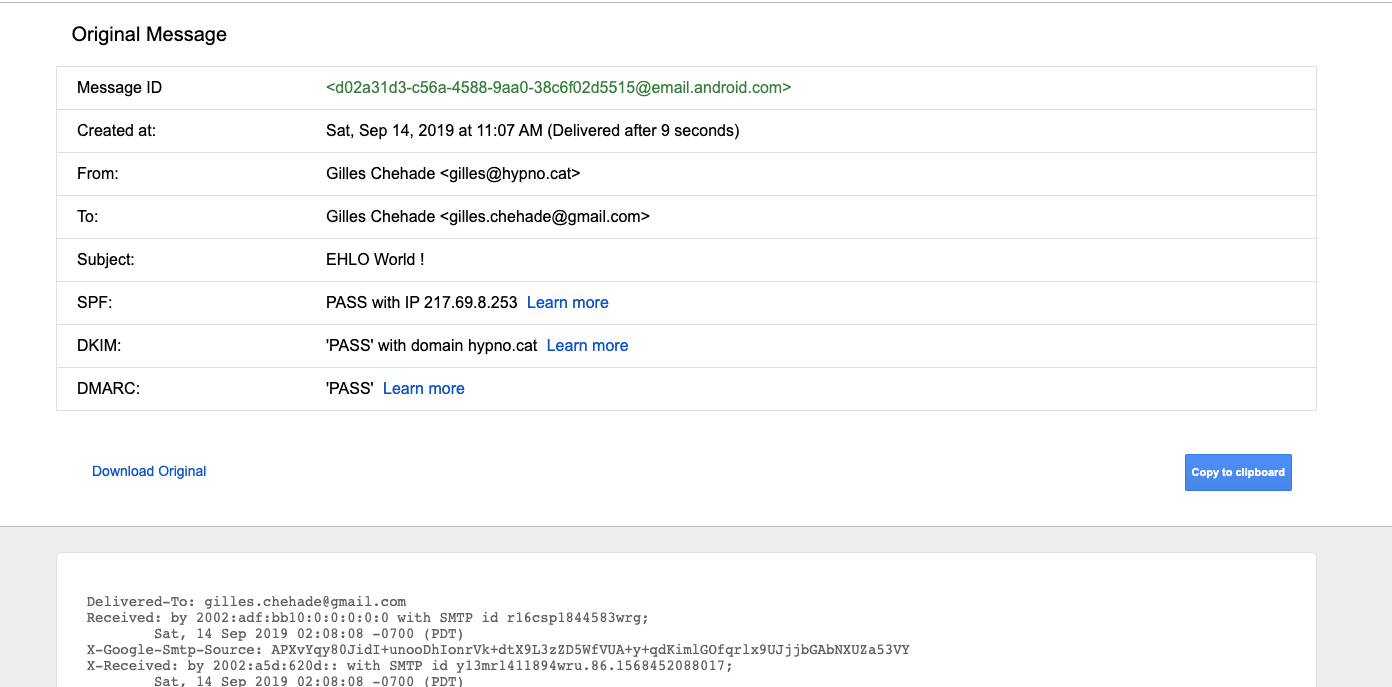 Original Message
Message ID <d02a31d3-c56a-4588-9aa0-38c6f02d5515@email.android.com>
Created at: Sat, Sep 14, 2019 at 11:07 AM (Delivered after 9 seconds)
From: Gilles Chehade <gilles@hypno.cat>
To: Gilles Chehade <gilles.chehade@gmail.com>
Subject: EHLO World !
SPF: PASS with IP 217.69.8.253 Learn more
DKIM: 'PASS' with domain hypno.cat Learn more
DMARC: 'PASS' Learn more
Download Original Copy to clipboard
Delivered-To: gilles.chehade@gmail.com
Received: by 2002:adf:bb10:0:0:0:0:0 with SMTP id r16csp1844583wrg;
Sat, 14 Sep 2019 02:08:08 -0700 (PDT)
X-Google-Smtp-Source: APXvYqy80JidI+unooDhIonrVk+dtX9L3zZD5WfVUA+y+qdKimlGOfqrlx9UJjjbGAbNXUZa53VY
X-Received: by 2002:a5d:620d:: with SMTP id y13mr1411894wru.86.1568452088017;
Sat, 14 Sep 2019 02:08:08 -0700 (PDT)